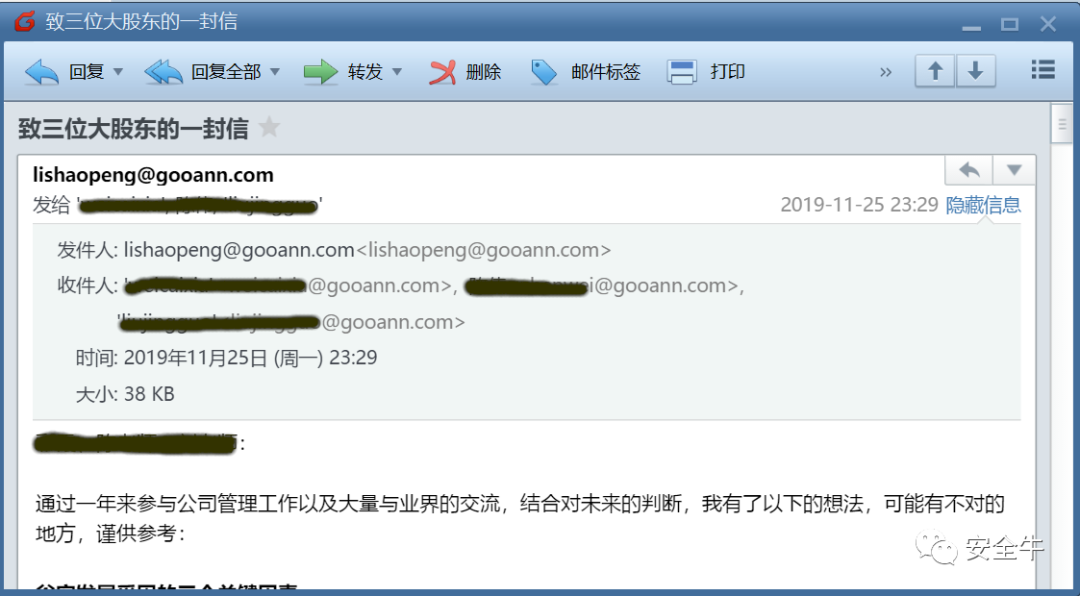 致三位大股东的一封信
回复 回复全部 转发 删除 邮件标签 打印 »
致三位大股东的一封信
lishaopeng@gooann.com
发给 2019-11-25 23:29 隐藏信息
发件人: lishaopeng@gooann.com<lishaopeng@gooann.com>
收件人: @gooann.com>, i@gooann.com>,
@gooann.com>
时间: 2019年11月25日 (周一) 23:29
大小: 38 KB
:
通过一年来参与公司管理工作以及大量与业界的交流，结合对未来的判断，我有了以下的想法，可能有不对的
地方，谨供参考：
安全牛